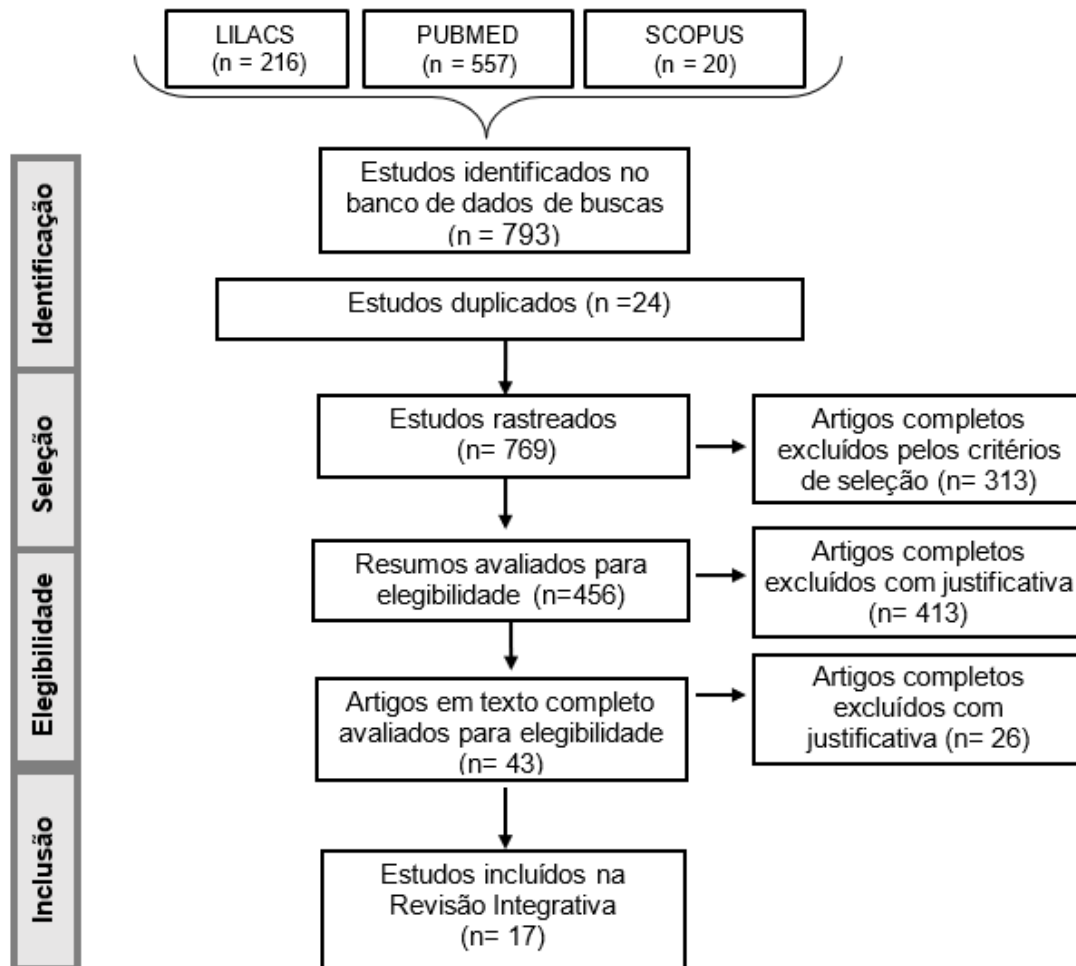 LILACS
(n = 216)
PUBMED
(n = 557)
SCOPUS
(n = 20)
Identificação
Estudos identificados no
banco de dados de buscas
(n = 793)
Estudos duplicados (n =24)
Seleção
Estudos rastreados
(n= 769)
Artigos completos
excluídos pelos critérios
de seleção (n= 313)
Elegibilidade
Resumos avaliados para
elegibilidade (n=456)
Artigos completos
excluídos com justificativa
(n= 413)
Artigos em texto completo
avaliados para elegibilidade
(n= 43)
Artigos completos
excluídos com
justificativa (n= 26)
Inclusão
Estudos incluídos na
Revisão Integrativa
(n= 17)